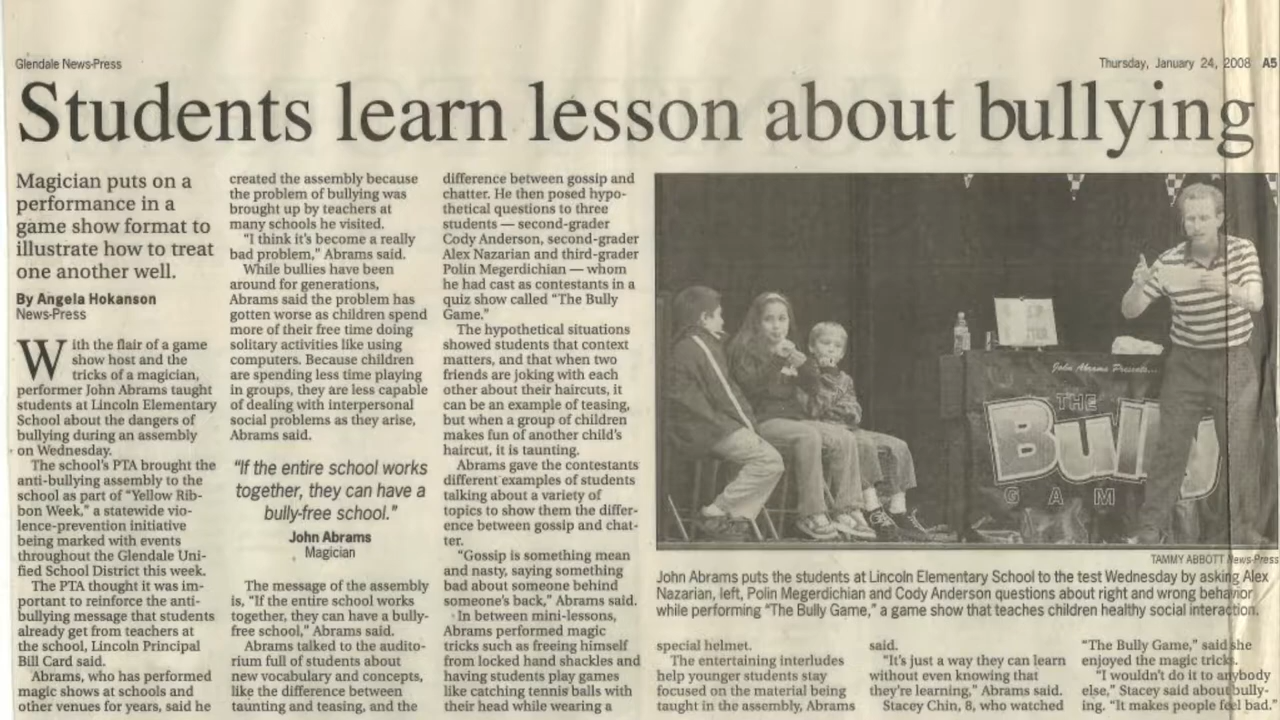 Glendale News-Press
Thursday, January 24, 2008 A5
Students learn lesson about bullying
Magician puts on a
performance in a
game show format to
illustrate how to treat
one another well.
By Angela Hokanson
News-Press
With the flair of a game
show host and the
tricks of a magician,
performer John Abrams taught
students at Lincoln Elementary
School about the dangers of
bullying during an assembly
on Wednesday.
The school's PTA brought the
anti-bullying assembly to the
school as part of "Yellow Rib-
bon Week," a statewide vio-
lence-prevention initiative
being marked with events
throughout the Glendale Uni-
fied School District this week.
The PTA thought it was im-
portant to reinforce the anti-
bullying message that students
already get from teachers at
the school, Lincoln Principal
Bill Card said.
Abrams, who has performed
magic shows at schools and
other venues for years, said he
created the assembly because
the problem of bullying was
brought up by teachers at
many schools he visited.
"I think it's become a really
bad problem," Abrams said.
While bullies have been
around for generations,
Abrams said the problem has
gotten worse as children spend
more of their free time doing
solitary activities like using
computers. Because children
are spending less time playing
in groups, they are less capable
of dealing with interpersonal
social problems as they arise,
Abrams said.
"If the entire school works
together, they can have a
bully-free school."
John Abrams
Magician
The message of the assembly
is, "If the entire school works
together, they can have a bully-
free school," Abrams said.
Abrams talked to the audito-
rium full of students about
new vocabulary and concepts,
like the difference between
taunting and teasing, and the
difference between gossip and
chatter. He then posed hypo-
thetical questions to three
students — second-grader
Cody Anderson, second-grader
Alex Nazarian and third-grader
Polin Megerdichian — whom
he had cast as contestants in a
quiz show called "The Bully
Game."
The hypothetical situations
showed students that context
matters, and that when two
friends are joking with each
other about their haircuts, it
can be an example of teasing,
but when a group of children
makes fun of another child's
haircut, it is taunting.
Abrams gave the contestants
different examples of students
talking about a variety of
topics to show them the differ-
ence between gossip and chat-
ter.
"Gossip is something mean
and nasty, saying something
bad about someone behind
someone's back," Abrams said.
In between mini-lessons,
Abrams performed magic
tricks such as freeing himself
from locked hand shackles and
having students play games
like catching tennis balls with
their head while wearing a
John Abrams Presents...
THE
Bully
GAM
TAMMY ABBOTT News-Press
John Abrams puts the students at Lincoln Elementary School to the test Wednesday by asking Alex
Nazarian, left, Polin Megerdichian and Cody Anderson questions about right and wrong behavior
while performing "The Bully Game," a game show that teaches children healthy social interaction.
special helmet.
The entertaining interludes
help younger students stay
focused on the material being
taught in the assembly, Abrams
said.
"It's just a way they can learn
without even knowing that
they're learning," Abrams said.
Stacey Chin, 8, who watched
"The Bully Game," said she
enjoyed the magic tricks.
"I wouldn't do it to anybody
else," Stacey said about bully-
ing. "It makes people feel bad."